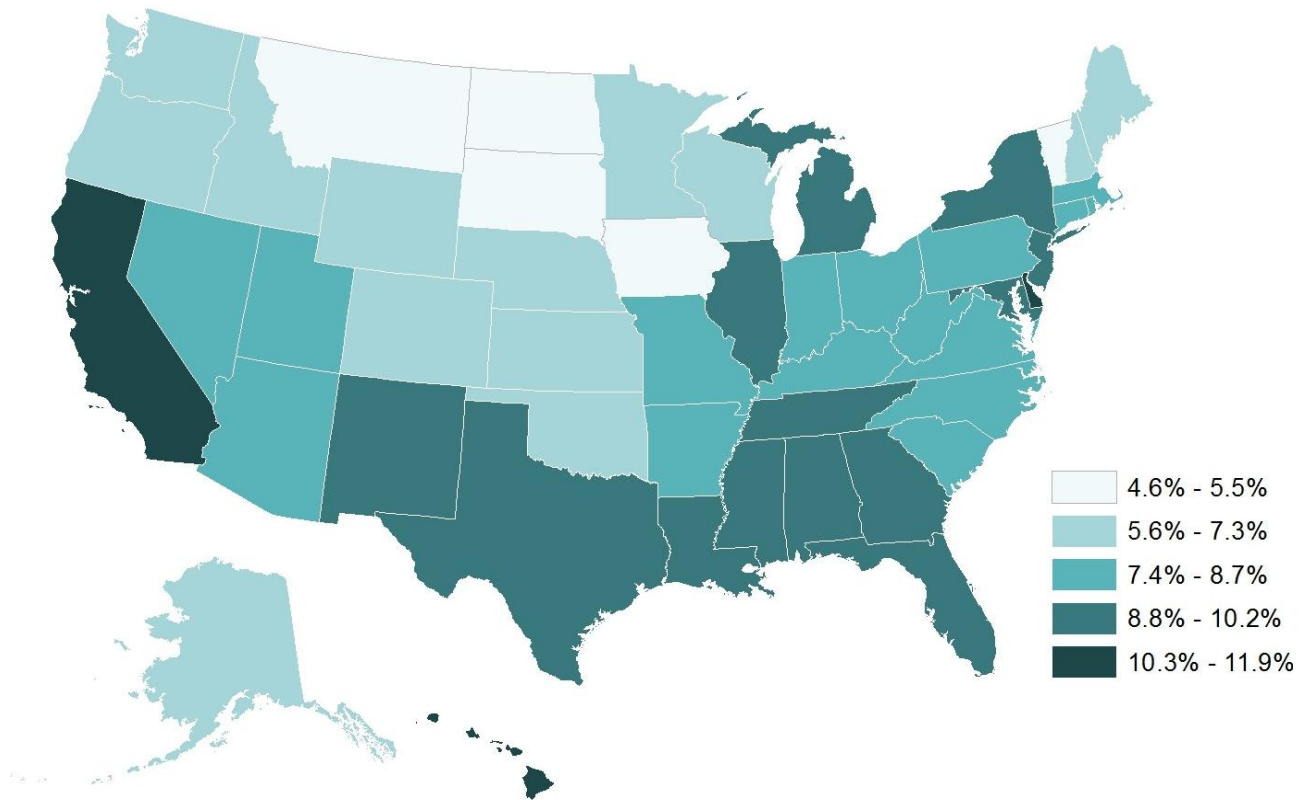 4.6% - 5.5%
5.6% - 7.3%
7.4% - 8.7%
8.8% - 10.2%
10.3% - 11.9%